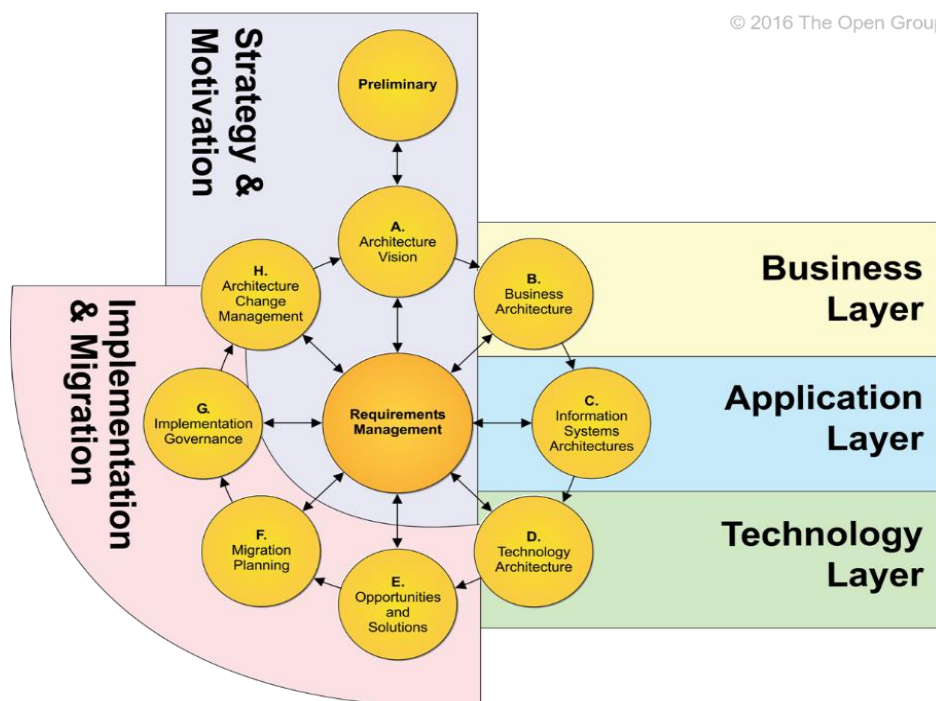 © 2016 The Open Group
Strategy &
Motivation
Preliminary
A.
Architecture
Vision
H.
Architecture
Change
Management
B.
Business
Architecture
Business
Layer
Implementation
& Migration
G.
Implementation
Governance
Requirements
Management
C.
Information
Systems
Architectures
Application
Layer
F.
Migration
Planning
D.
Technology
Architecture
Technology
Layer
E.
Opportunities
and
Solutions